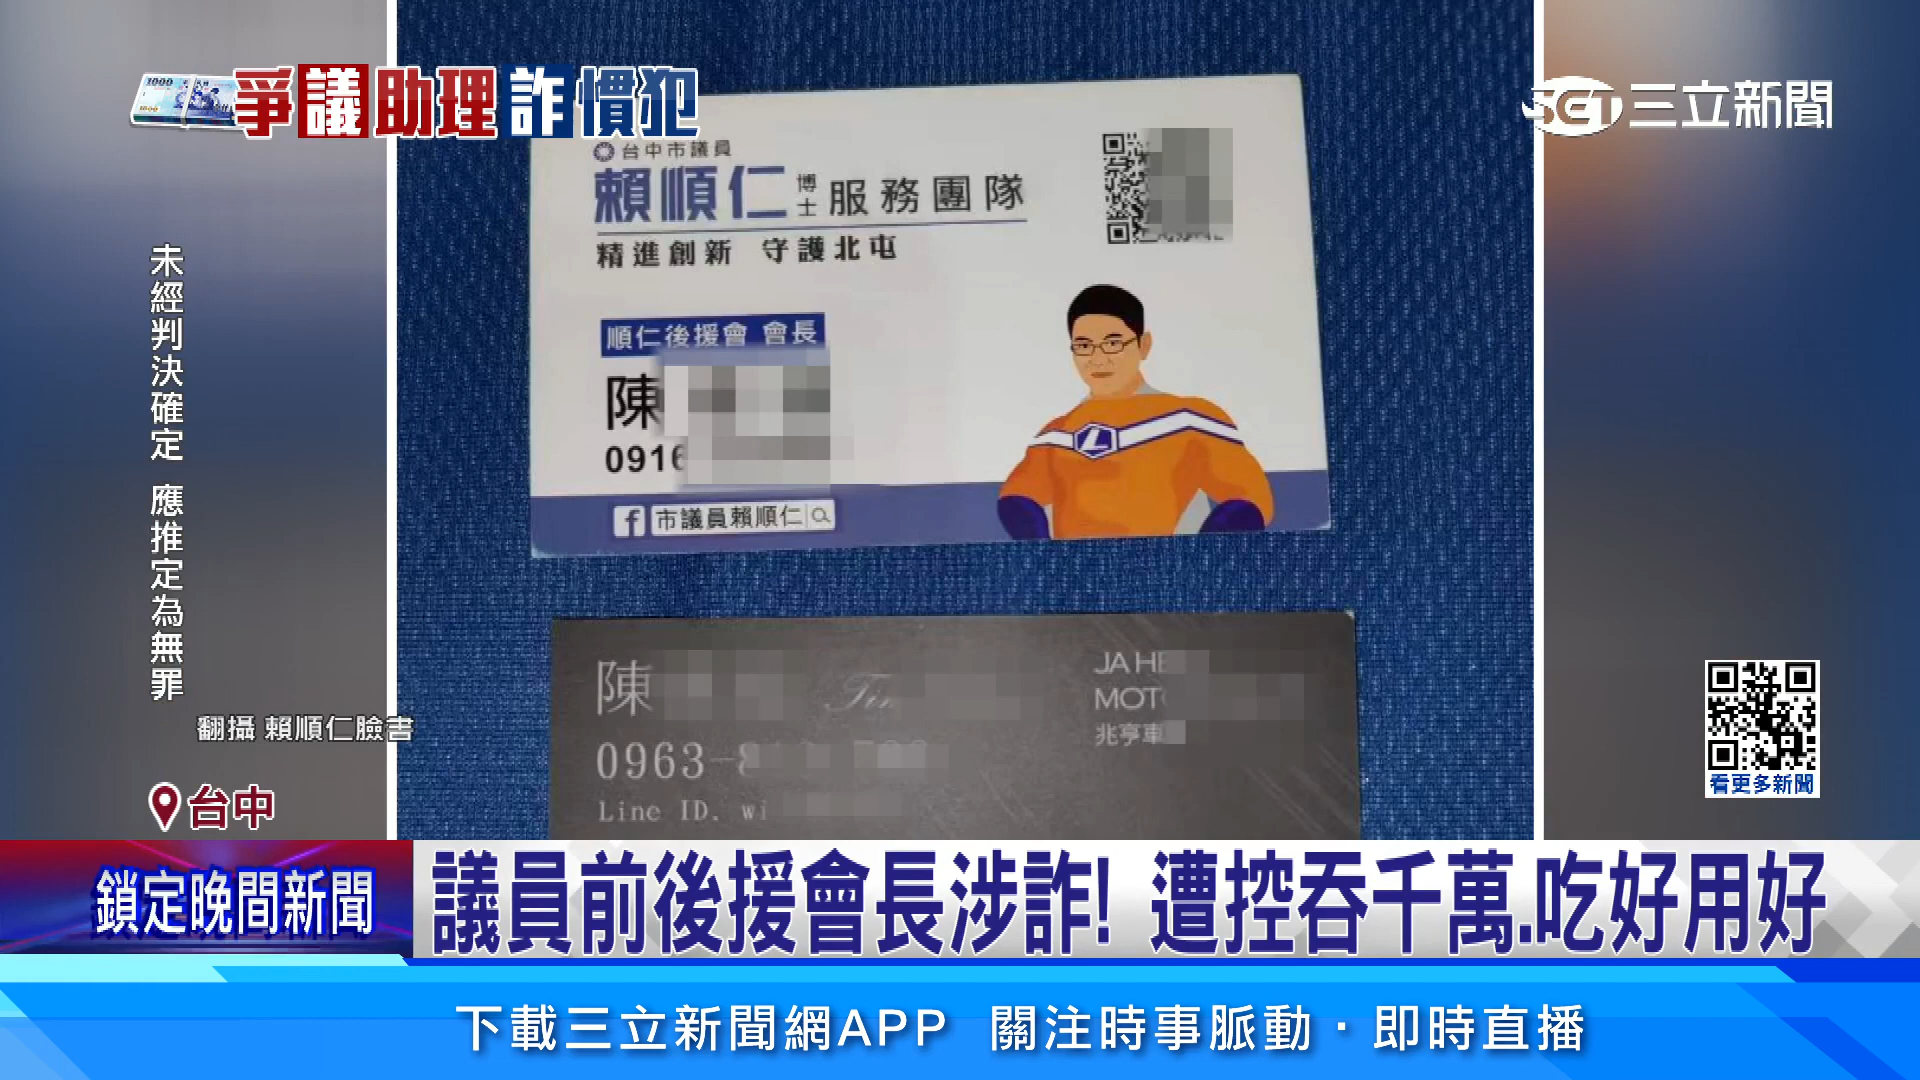 爭議助理 詐慣犯
SET三立新聞
台中市議員
賴順仁 博士 服務團隊
精進創新 守護北屯
順仁後援會 會長
陳
0916
f 市議員賴順仁
L
未經判決確定 應推定為無罪
翻攝 賴順仁臉書
陳
0963-
Line ID. wi
JA HE
MOT
兆亨車
看更多新聞
台中
鎖定晚間新聞
議員前後援會長涉詐! 遭控吞千萬.吃好用好
下載三立新聞網APP 關注時事脈動・即時直播